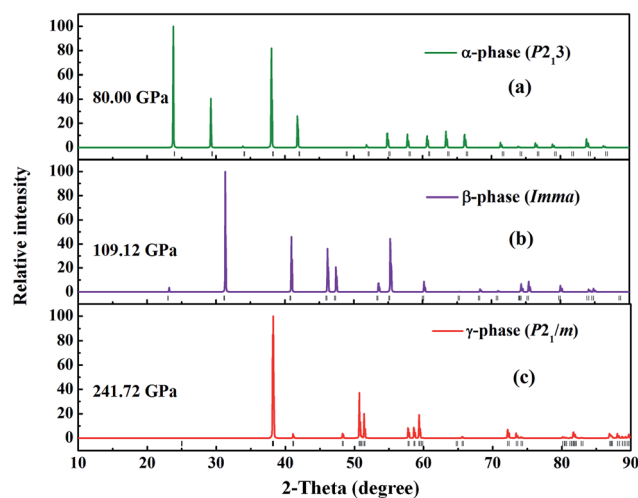 100
80
60
40
20
0
α-phase (P2₁3)
(a)
80.00 GPa
100
80
60
40
20
0
β-phase (Imma)
(b)
109.12 GPa
100
80
60
40
20
0
γ-phase (P2₁/m)
(c)
241.72 GPa
Relative intensity
10 20 30 40 50 60 70 80 90
2-Theta (degree)